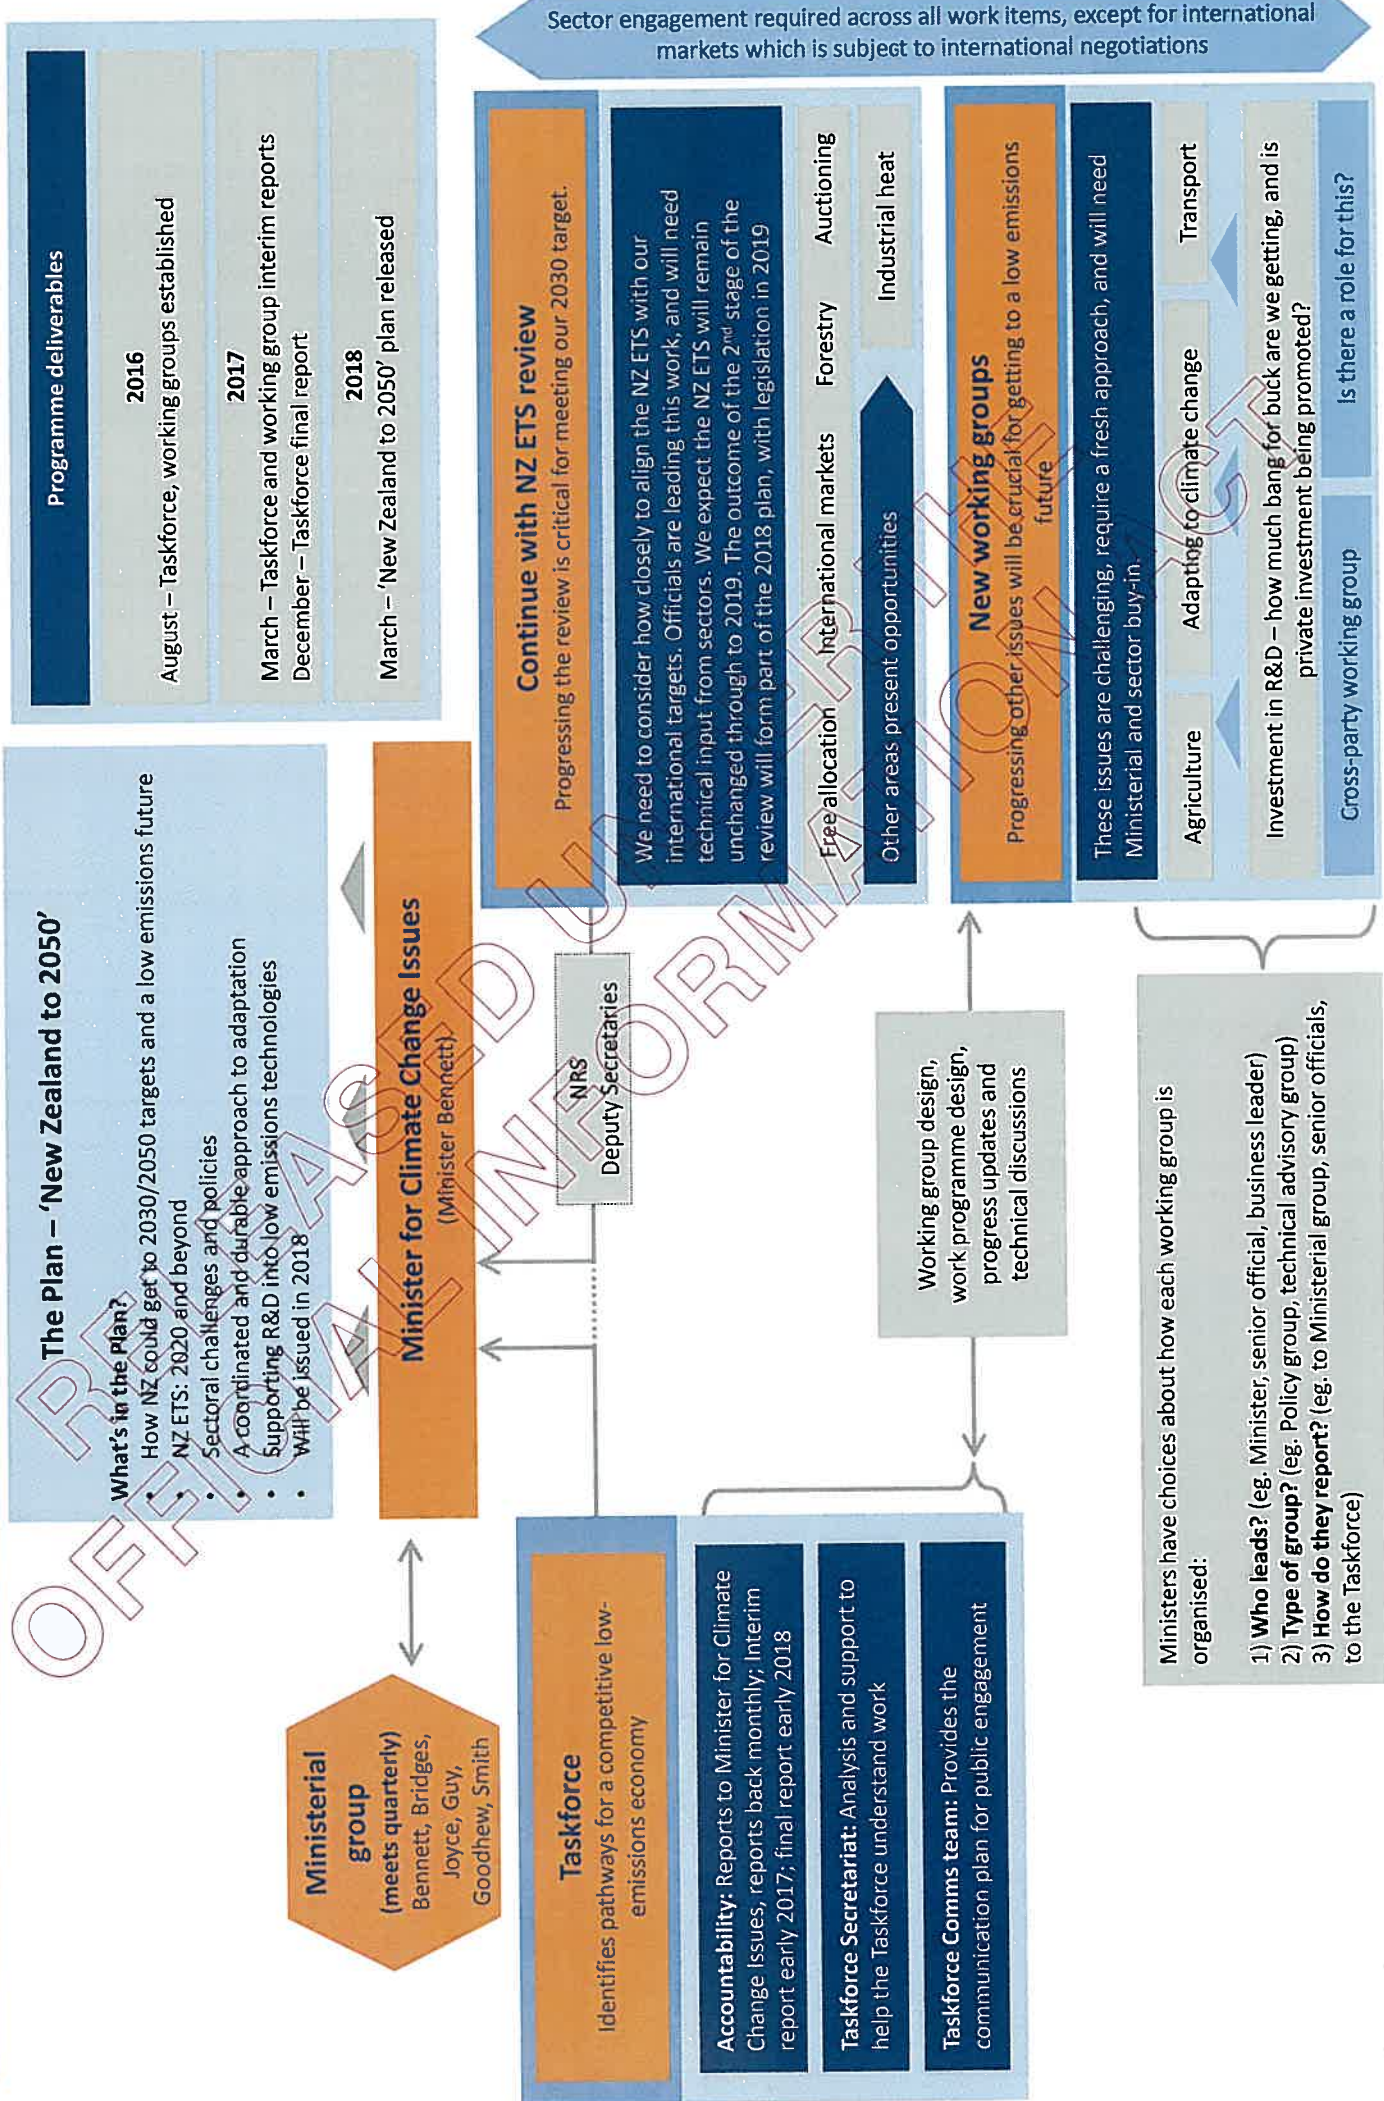 The Plan – ‘New Zealand to 2050’
What’s in the Plan?
• How NZ could get to 2030/2050 targets and a low emissions future
• NZ ETS: 2020 and beyond
• Sectoral challenges and policies
• A coordinated and durable approach to adaptation
• Supporting R&D into low emissions technologies
• Will be issued in 2018
Programme deliverables
2016
August – Taskforce, working groups established
2017
March – Taskforce and working group interim reports
December – Taskforce final report
2018
March – ‘New Zealand to 2050’ plan released
Ministerial
group
(meets quarterly)
Bennett, Bridges,
Joyce, Guy,
Goodhew, Smith
Minister for Climate Change Issues
(Minister Bennett)
Taskforce
Identifies pathways for a competitive low-
emissions economy
Accountability: Reports to Minister for Climate
Change Issues, reports back monthly; Interim
report early 2017; final report early 2018
Taskforce Secretariat: Analysis and support to
help the Taskforce understand work
Taskforce Comms team: Provides the
communication plan for public engagement
NRS
Deputy Secretaries
Continue with NZ ETS review
Progressing the review is critical for meeting our 2030 target.
We need to consider how closely to align the NZ ETS with our
international targets. Officials are leading this work, and will need
technical input from sectors. We expect the NZ ETS will remain
unchanged through to 2019. The outcome of the 2nd stage of the
review will form part of the 2018 plan, with legislation in 2019
Free allocation International markets Forestry Auctioning
Other areas present opportunities
Industrial heat
Working group design,
work programme design,
progress updates and
technical discussions
New working groups
Progressing other issues will be crucial for getting to a low emissions
future
These issues are challenging, require a fresh approach, and will need
Ministerial and sector buy-in.
Agriculture Adapting to climate change Transport
Investment in R&D – how much bang for buck are we getting, and is
private investment being promoted?
Cross-party working group
Is there a role for this?
Ministers have choices about how each working group is
organised:
1) Who leads? (eg. Minister, senior official, business leader)
2) Type of group? (eg. Policy group, technical advisory group)
3) How do they report? (eg. to Ministerial group, senior officials,
to the Taskforce)
Sector engagement required across all work items, except for international
markets which is subject to international negotiations
RELEASED UNDER THE
OFFICIAL INFORMATION ACT